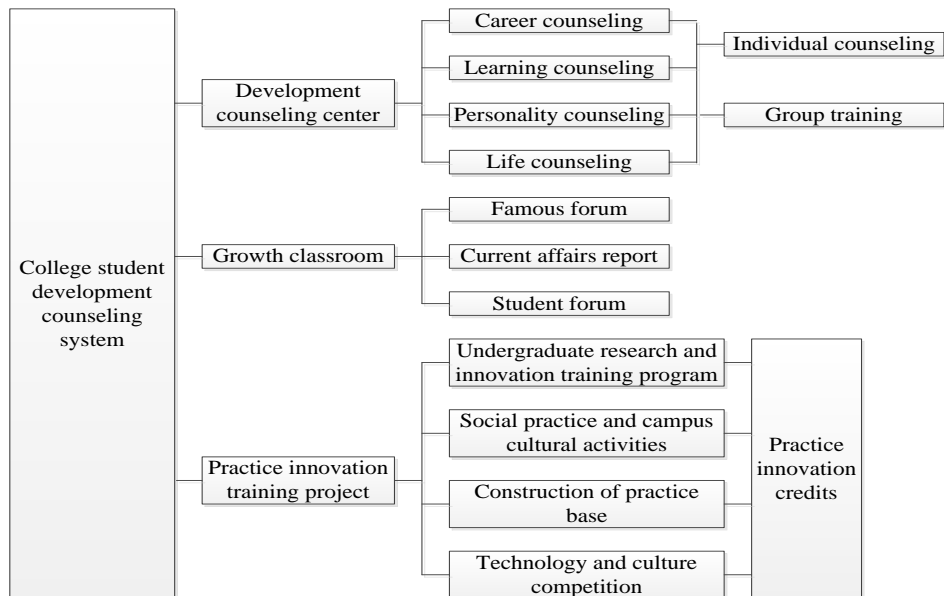 College student
development
counseling
system
Development
counseling center
Career counseling
Learning counseling
Personality counseling
Life counseling
Individual counseling
Group training
Growth classroom
Famous forum
Current affairs report
Student forum
Practice innovation
training project
Undergraduate research and
innovation training program
Social practice and campus
cultural activities
Construction of practice
base
Technology and culture
competition
Practice
innovation
credits